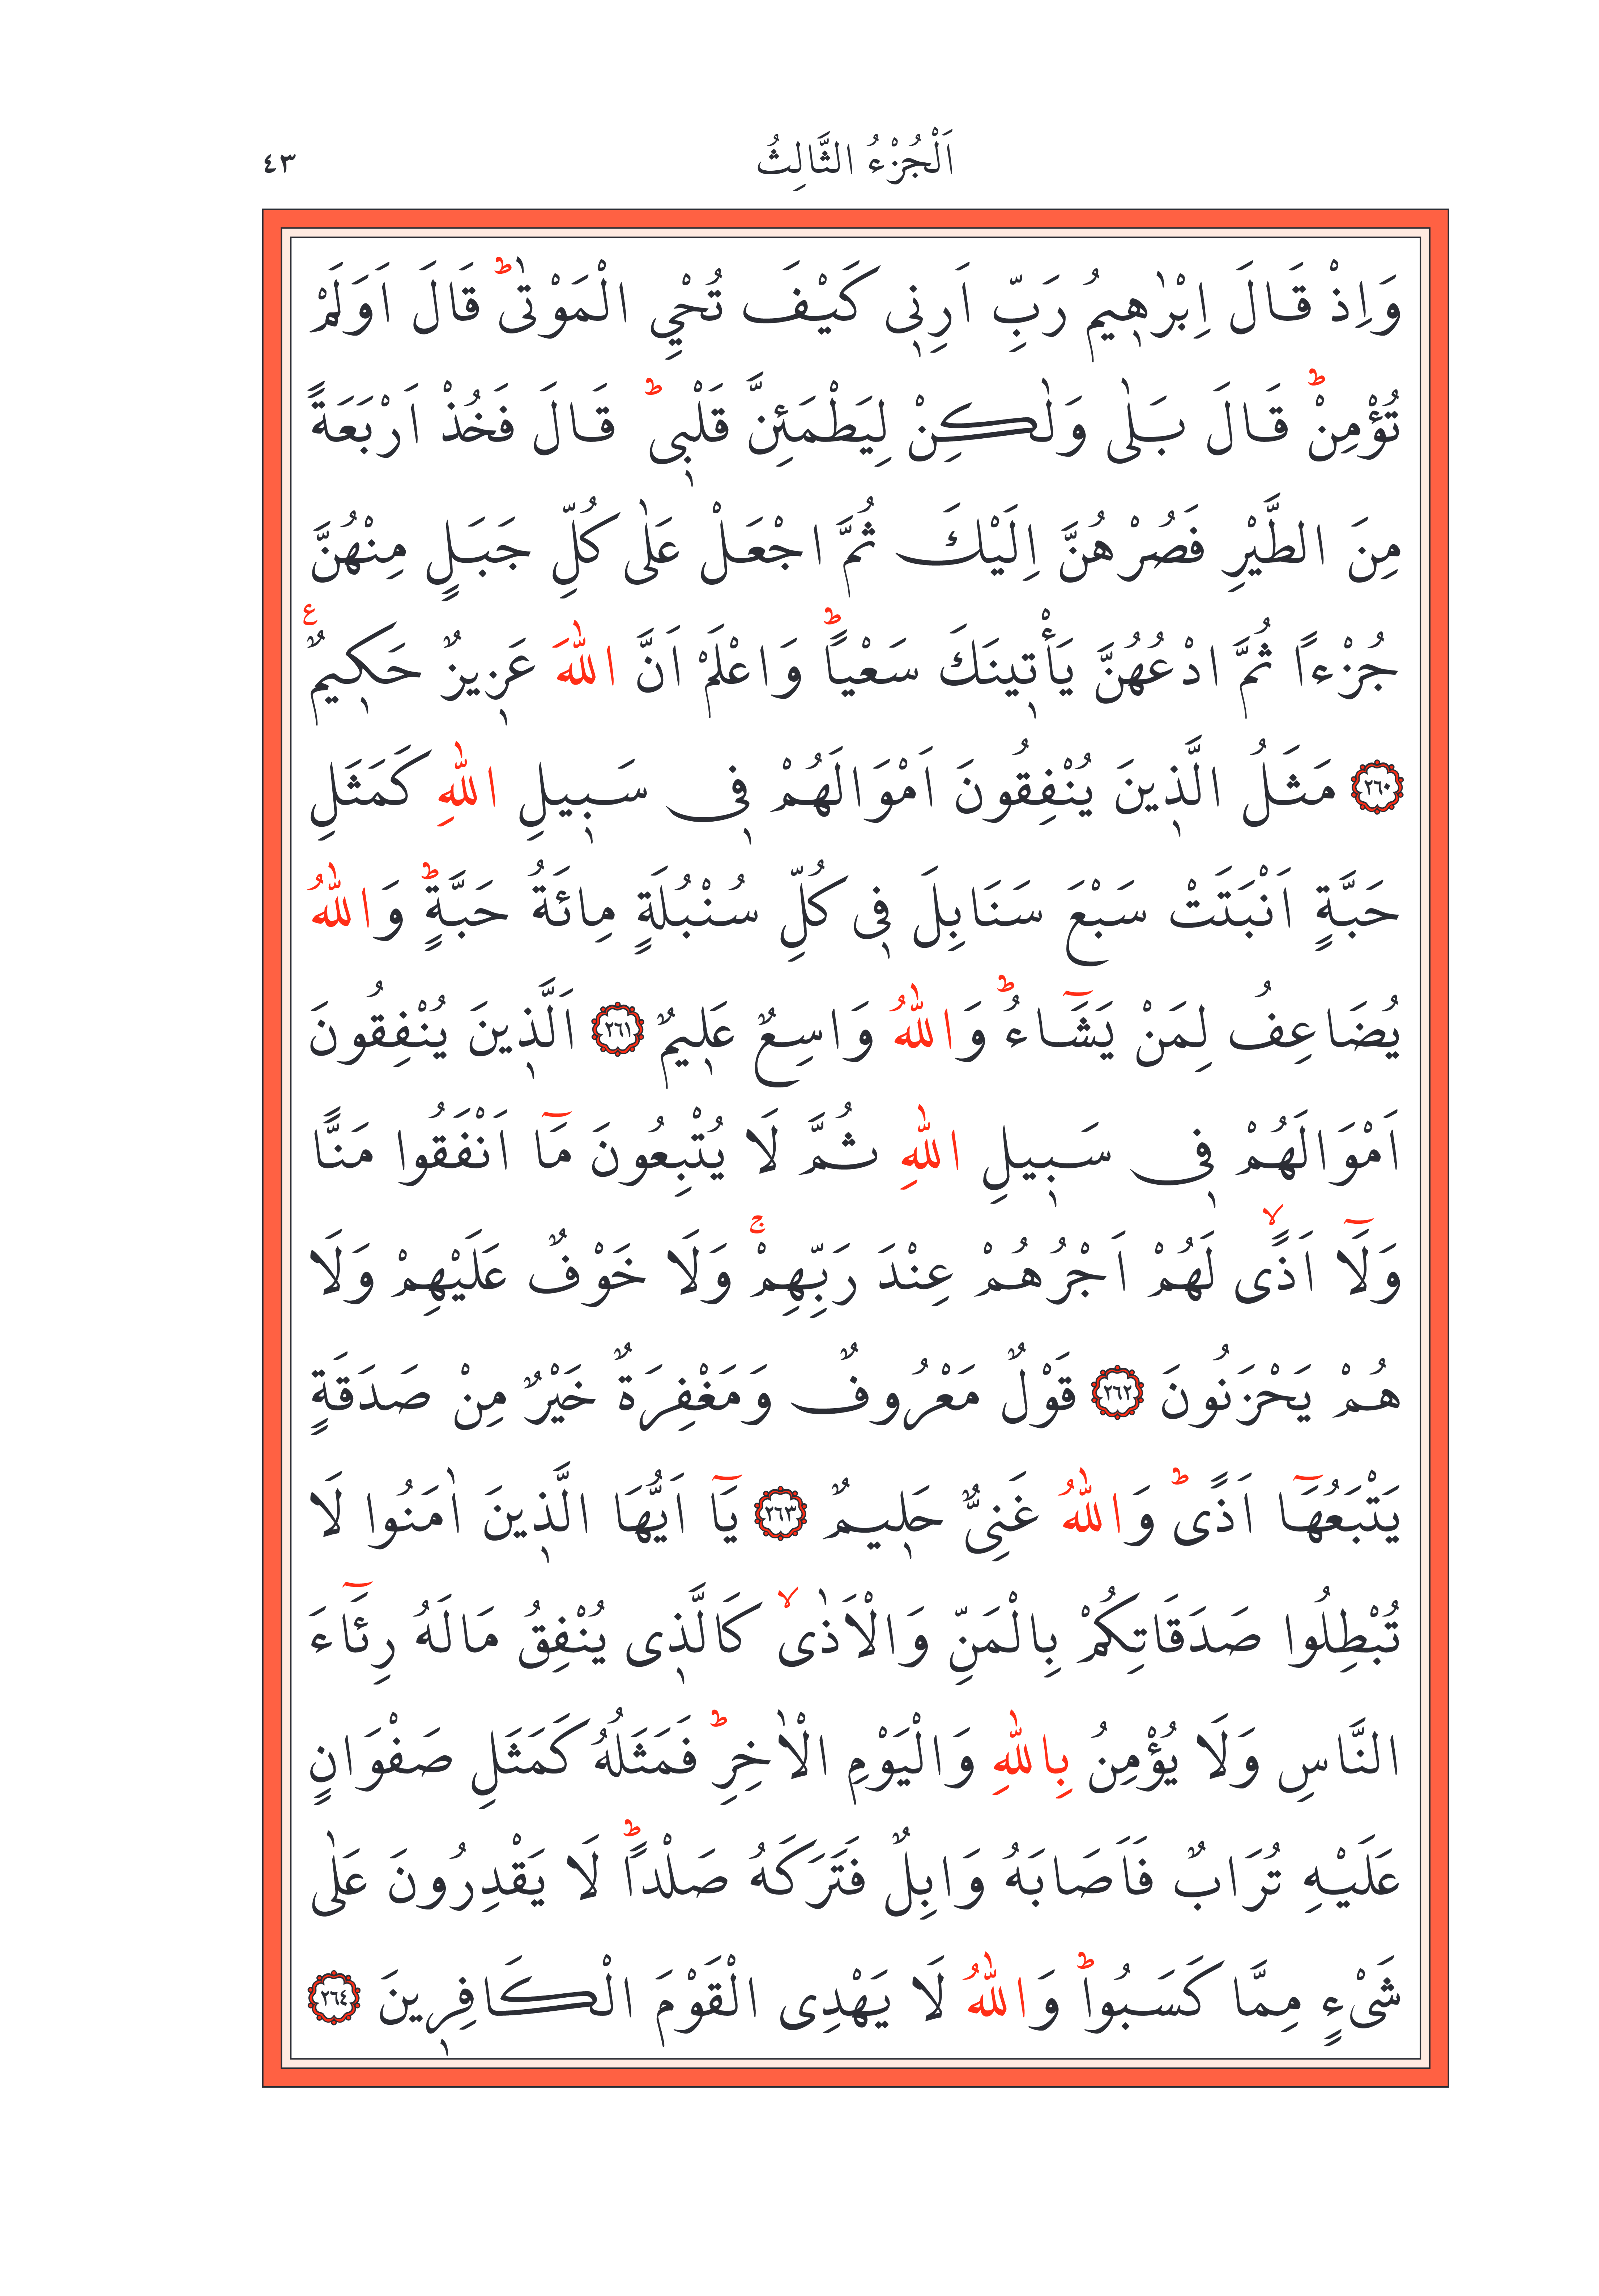 اَلْجُزْءُ الثَّالِثُ ٤٣
وَاِذْ قَالَ اِبْرٰه۪يمُ رَبِّ اَرِن۪ي كَيْفَ تُحْيِ الْمَوْتٰىۜ قَالَ اَوَلَمْ
تُؤْمِنْۜ قَالَ بَلٰى وَلٰكِنْ لِيَطْمَئِنَّ قَلْب۪يۜ قَالَ فَخُذْ اَرْبَعَةً
مِنَ الطَّيْرِ فَصُرْهُنَّ اِلَيْكَ ثُمَّ اجْعَلْ عَلٰى كُلِّ جَبَلٍ مِنْهُنَّ
جُزْءاً ثُمَّ ادْعُهُنَّ يَأْت۪ينَكَ سَعْياًۜ وَاعْلَمْ اَنَّ اللّٰهَ عَز۪يزٌ حَك۪يمٌ۟
﴿٢٦٠﴾ مَثَلُ الَّذ۪ينَ يُنْفِقُونَ اَمْوَالَهُمْ ف۪ي سَب۪يلِ اللّٰهِ كَمَثَلِ
حَبَّةٍ اَنْبَتَتْ سَبْعَ سَنَابِلَ ف۪ي كُلِّ سُنْبُلَةٍ مِائَةُ حَبَّةٍۜ وَاللّٰهُ
يُضَاعِفُ لِمَنْ يَشَٓاءُۜ وَاللّٰهُ وَاسِعٌ عَل۪يمٌ ﴿٢٦١﴾ اَلَّذ۪ينَ يُنْفِقُونَ
اَمْوَالَهُمْ ف۪ي سَب۪يلِ اللّٰهِ ثُمَّ لَا يُتْبِعُونَ مَٓا اَنْفَقُوا مَنًّا
وَلَٓا اَذًىۙ لَهُمْ اَجْرُهُمْ عِنْدَ رَبِّهِمْۚ وَلَا خَوْفٌ عَلَيْهِمْ وَلَا
هُمْ يَحْزَنُونَ ﴿٢٦٢﴾ قَوْلٌ مَعْرُوفٌ وَمَغْفِرَةٌ خَيْرٌ مِنْ صَدَقَةٍ
يَتْبَعُهَٓا اَذًىۜ وَاللّٰهُ غَنِيٌّ حَل۪يمٌ ﴿٢٦٣﴾ يَٓا اَيُّهَا الَّذ۪ينَ اٰمَنُوا لَا
تُبْطِلُوا صَدَقَاتِكُمْ بِالْمَنِّ وَالْاَذٰىۙ كَالَّذ۪ي يُنْفِقُ مَالَهُ رِئَٓاءَ
النَّاسِ وَلَا يُؤْمِنُ بِاللّٰهِ وَالْيَوْمِ الْاٰخِرِۜ فَمَثَلُهُ كَمَثَلِ صَفْوَانٍ
عَلَيْهِ تُرَابٌ فَاَصَابَهُ وَابِلٌ فَتَرَكَهُ صَلْداًۜ لَا يَقْدِرُونَ عَلٰى
شَيْءٍ مِمَّا كَسَبُواۜ وَاللّٰهُ لَا يَهْدِي الْقَوْمَ الْكَافِر۪ينَ ﴿٢٦٤﴾